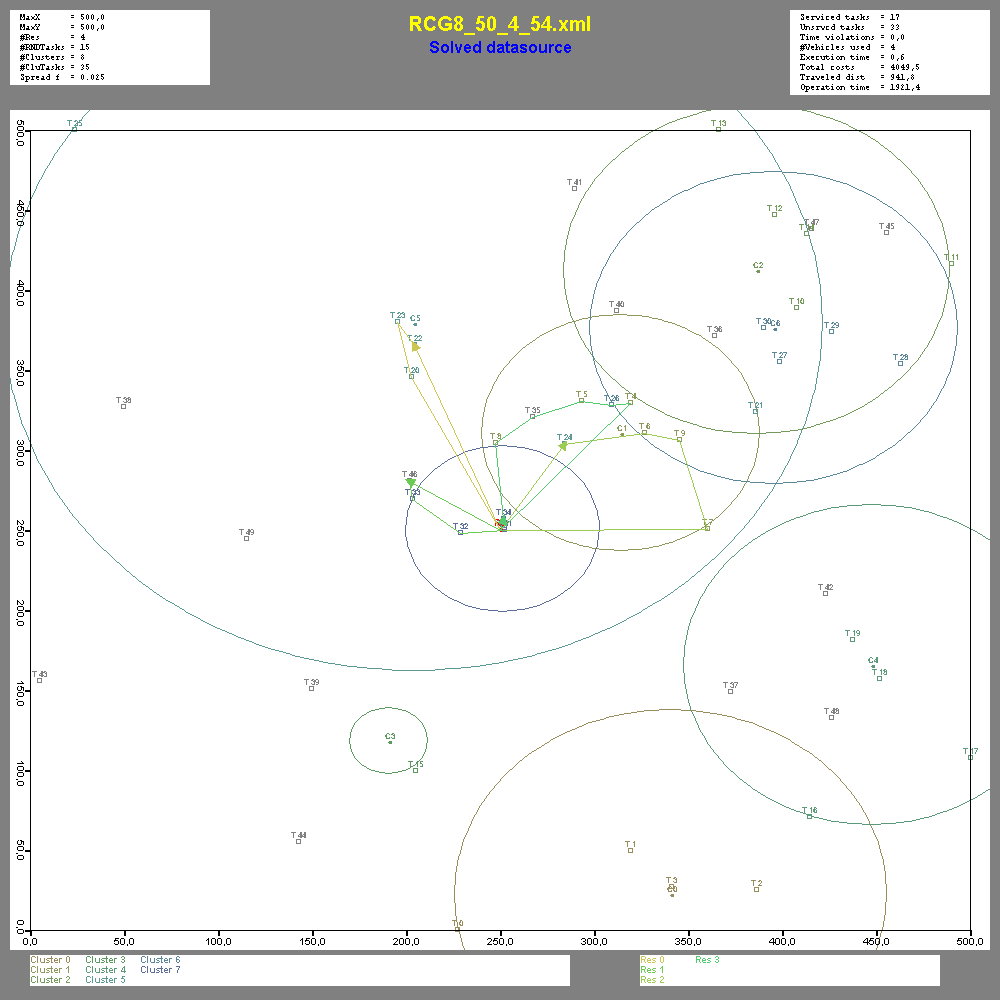 RCG8_50_4_54.xml
Solved datasource
MaxX = 500,0
MaxY = 500,0
#Res = 4
#RNDTasks = 15
#Clusters = 8
#CluTasks = 35
Spread f = 0.025
Serviced tasks = 17
Unsrvcd tasks = 33
Time violations = 0,0
#Vehicles used = 4
Execution time = 0,6
Total costs = 4049,5
Traveled dist = 941,8
Operation time = 1921,4
T 25
T 13
500,0
T 41
T 12
T 47
T 45
450,0
T 11
C2
400,0
T 10
T 40
T 23
C5
T 30
C6
T 29
T 36
T 22
T 27
T 28
350,0
T 20
T 38
T 5
T 26
T 4
T 21
T 35
300,0
T 8
T 24
C1
T 6
T 9
T 46
T 33
T 34
250,0
T 49
T 32
T 7
T 42
200,0
T 19
C4
T 18
T 43
T 39
T 37
150,0
T 48
C3
T 17
100,0
T 15
T 16
T 44
50,0
T 1
T 3
C0
T 2
T 0
0,0
0,0 50,0 100,0 150,0 200,0 250,0 300,0 350,0 400,0 450,0 500,0
Cluster 0 Cluster 3 Cluster 6
Cluster 1 Cluster 4 Cluster 7
Cluster 2 Cluster 5
Res 0 Res 3
Res 1
Res 2